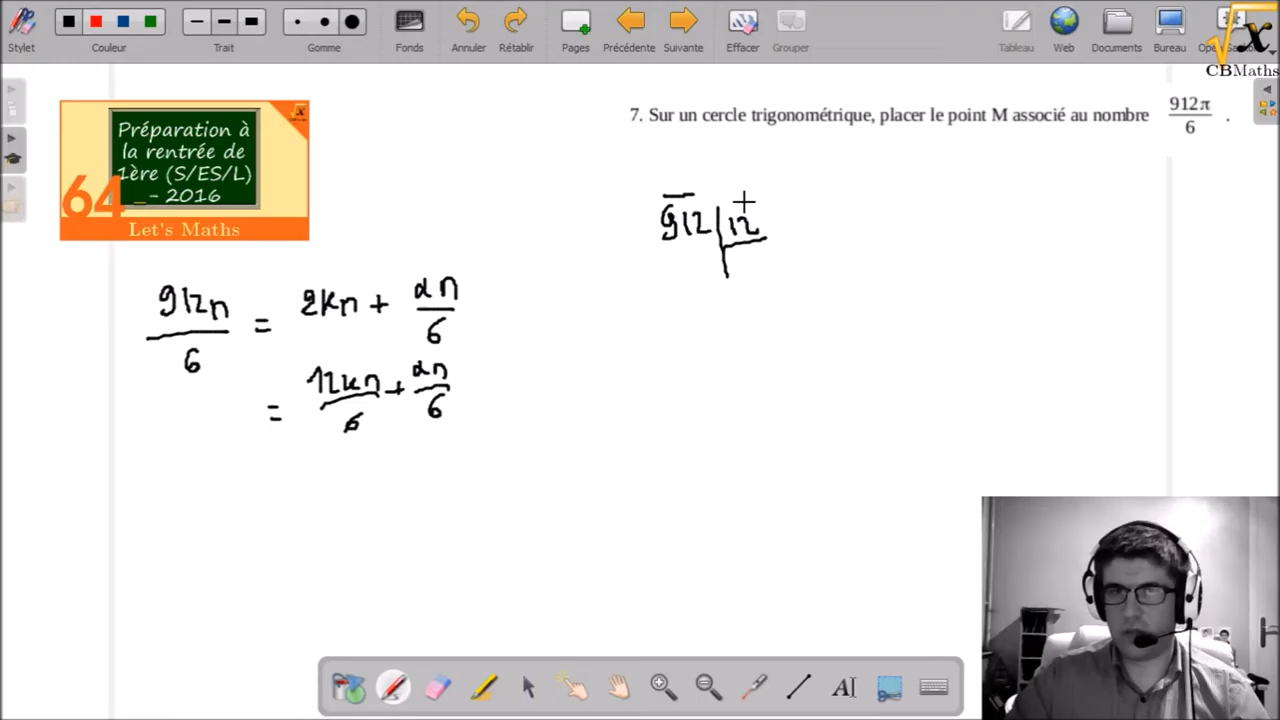 Stylet Couleur Trait Gomme Fonds Annuler Rétablir Pages Précédente Suivante Effacer Grouper Tableau Web Documents Bureau
CBMaths
7. Sur un cercle trigonométrique, placer le point M associé au nombre 912π/6 .
Préparation à
la rentrée de
1ère (S/ES/L)
_- 2016
64
Let's Maths
912 | 12
912π/6 = 2kπ + απ/6
= 12kπ/6 + απ/6